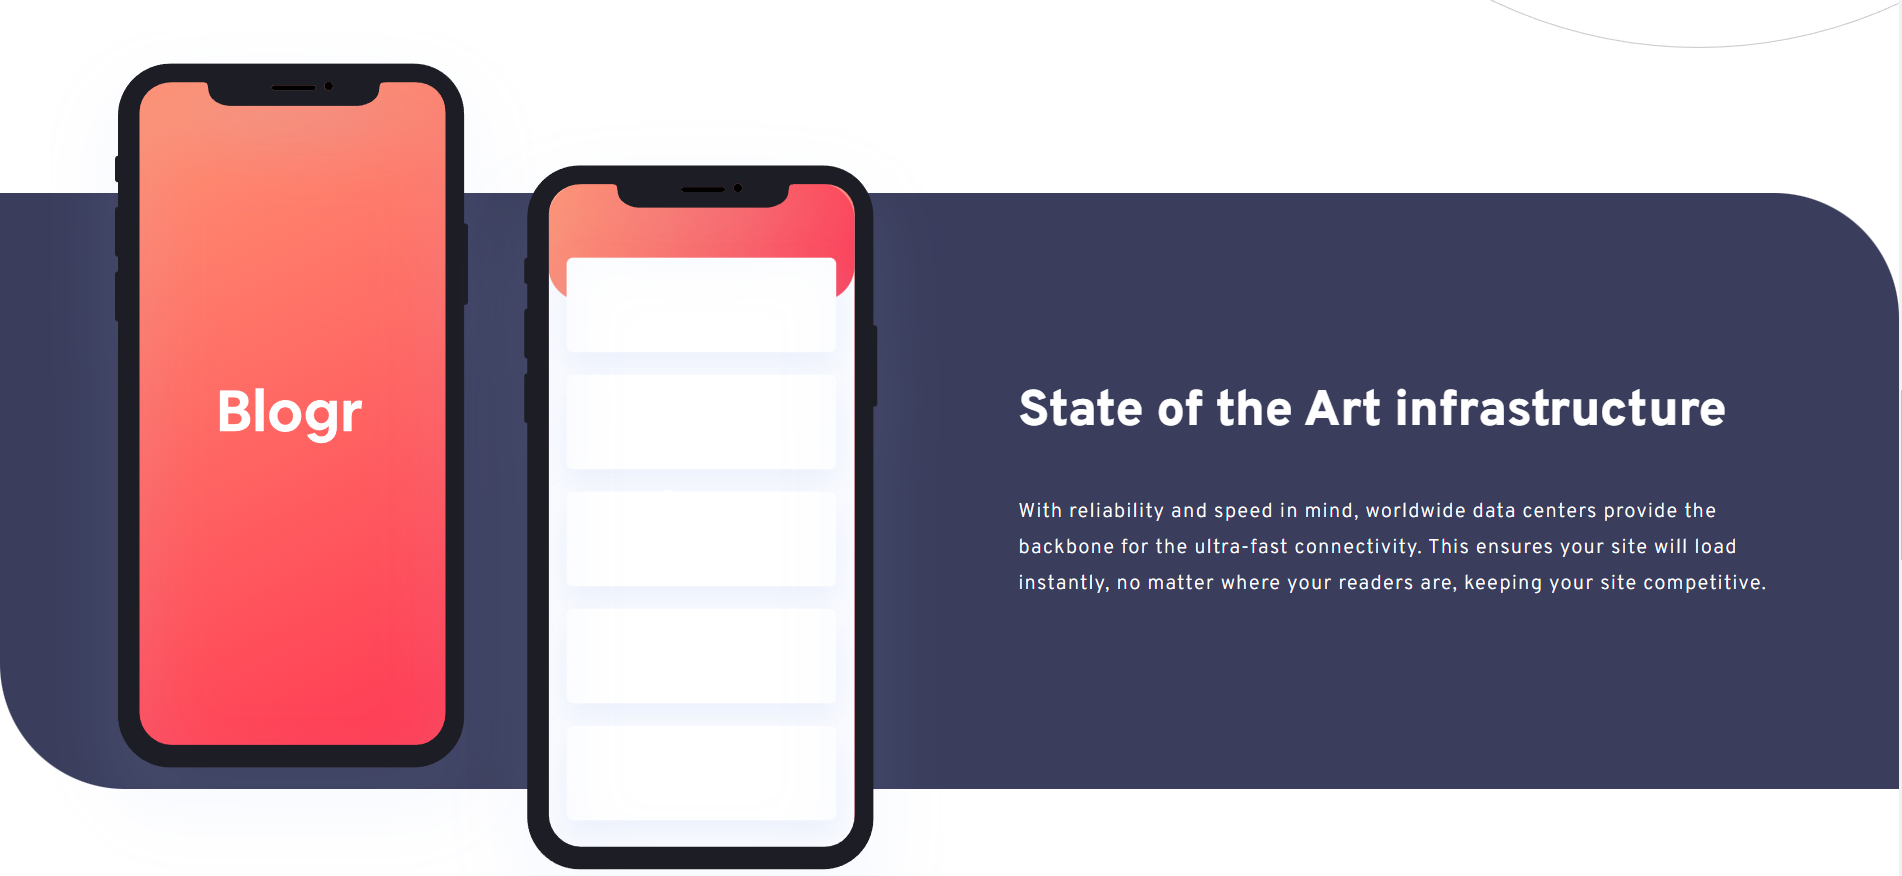 Blogr
State of the Art infrastructure
With reliability and speed in mind, worldwide data centers provide the
backbone for the ultra-fast connectivity. This ensures your site will load
instantly, no matter where your readers are, keeping your site competitive.